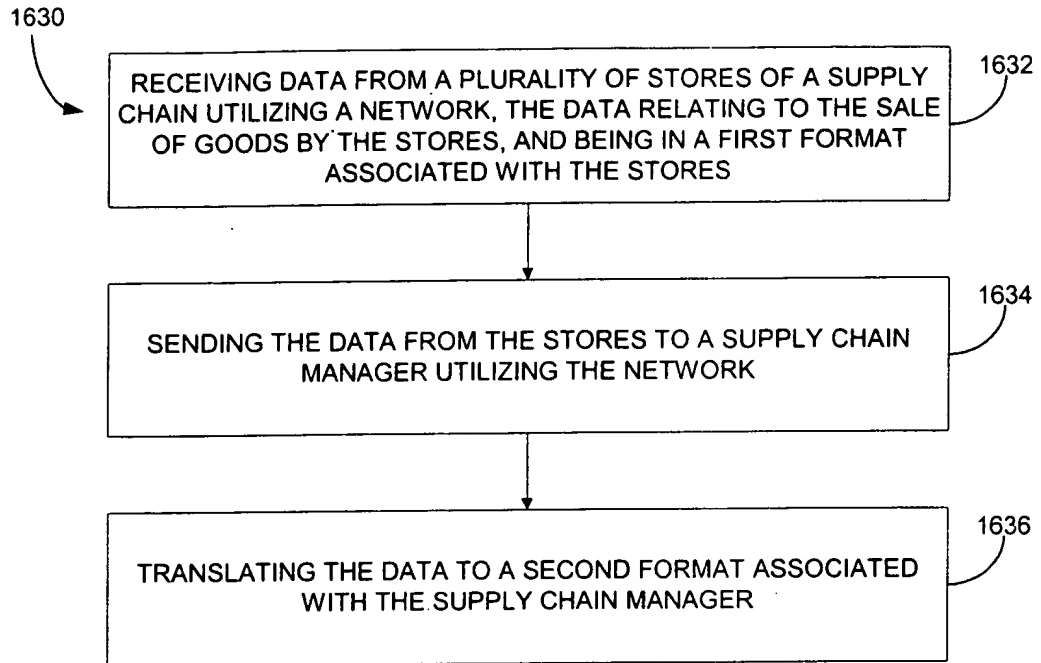 1630
1632
RECEIVING DATA FROM A PLURALITY OF STORES OF A SUPPLY
CHAIN UTILIZING A NETWORK, THE DATA RELATING TO THE SALE
OF GOODS BY THE STORES, AND BEING IN A FIRST FORMAT
ASSOCIATED WITH THE STORES
1634
SENDING THE DATA FROM THE STORES TO A SUPPLY CHAIN
MANAGER UTILIZING THE NETWORK
1636
TRANSLATING THE DATA TO A SECOND FORMAT ASSOCIATED
WITH THE SUPPLY CHAIN MANAGER